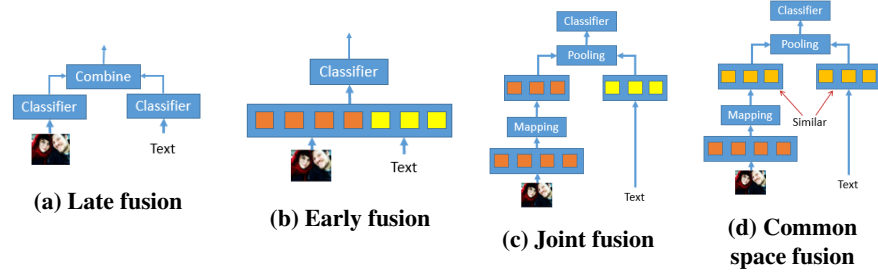 Combine
Classifier
Classifier
Text
(a) Late fusion
Classifier
Text
(b) Early fusion
Classifier
Pooling
Mapping
Text
(c) Joint fusion
Classifier
Pooling
Mapping
Similar
Text
(d) Common
space fusion